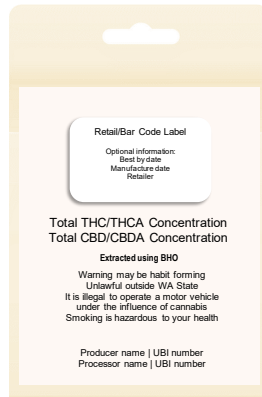 Retail/Bar Code Label
Optional information:
Best by date
Manufacture date
Retailer
Total THC/THCA Concentration
Total CBD/CBDA Concentration
Extracted using BHO
Warning may be habit forming
Unlawful outside WA State
It is illegal to operate a motor vehicle
under the influence of cannabis
Smoking is hazardous to your health
Producer name | UBI number
Processor name | UBI number